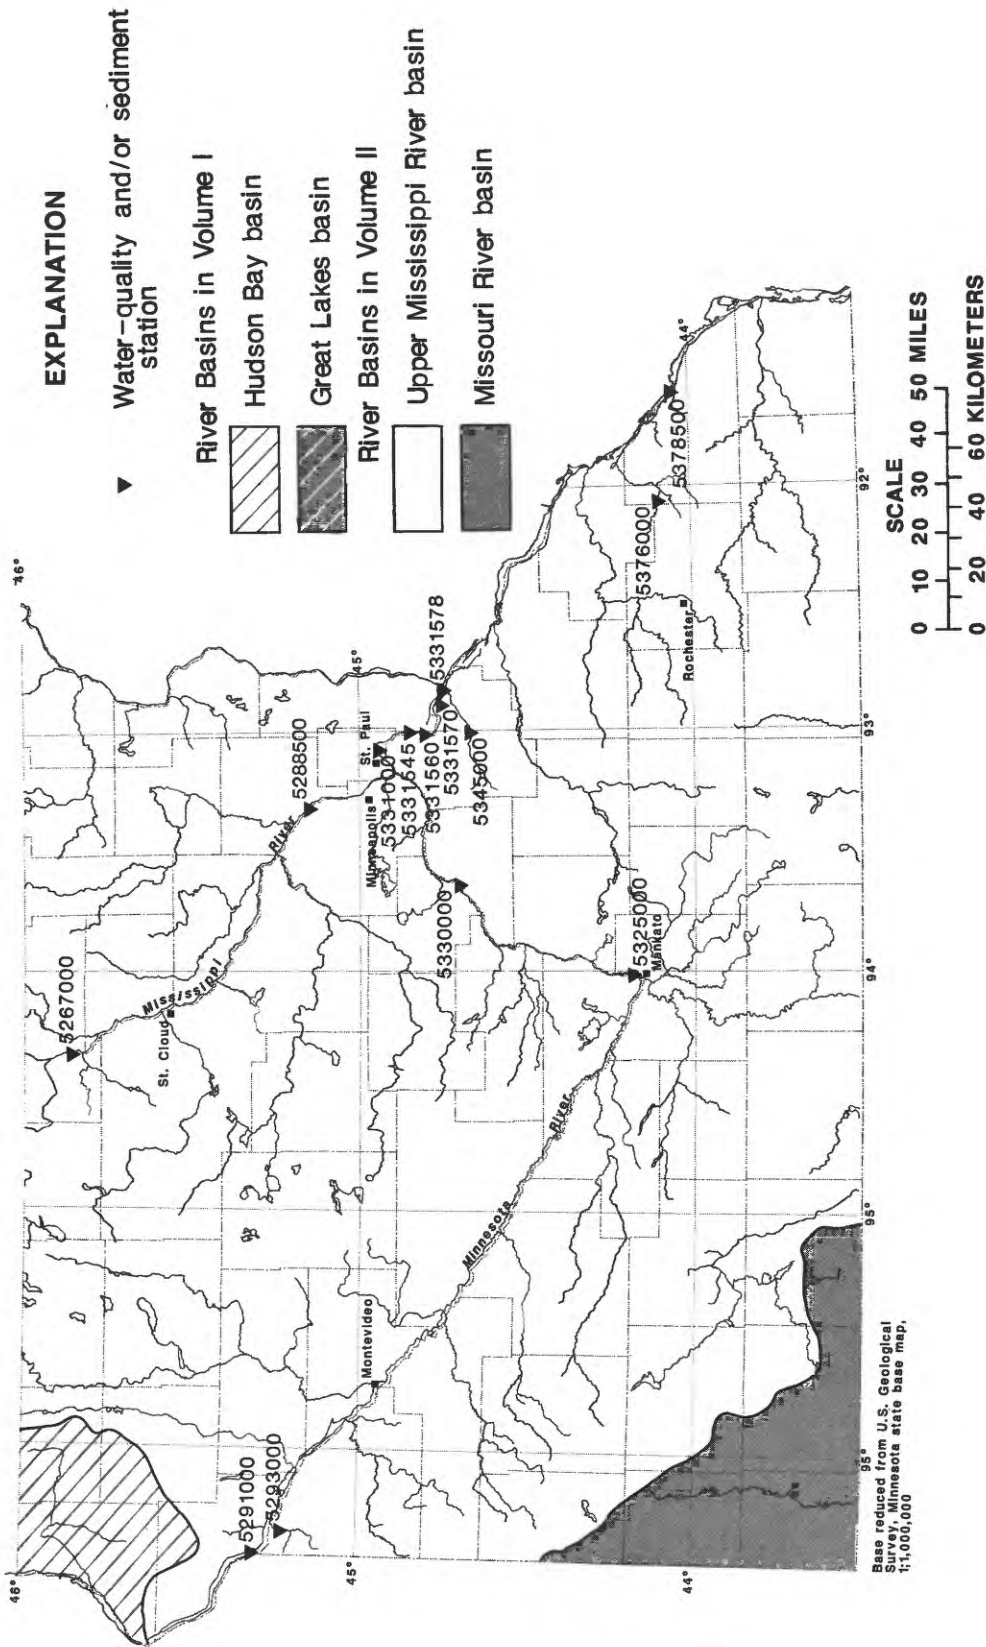 EXPLANATION
Water-quality and/or sediment
station
River Basins in Volume I
Hudson Bay basin
Great Lakes basin
River Basins in Volume II
Upper Mississippi River basin
Missouri River basin
46°
46°
5267000
Mississippi
River
St. Cloud
5288500
5291000
5293000
Montevideo
45°
45°
Minneapolis
St. Paul
5331000
5331545
5331560
5331570
5331578
5345000
5330000
Minnesota
River
5325000
Mankato
Rochester
5376000
5378500
44°
44°
95°
95°
94°
93°
92°
SCALE
0 10 20 30 40 50 MILES
0 20 40 60 KILOMETERS
Base reduced from U.S. Geological
Survey, Minnesota state base map,
1;1,000,000